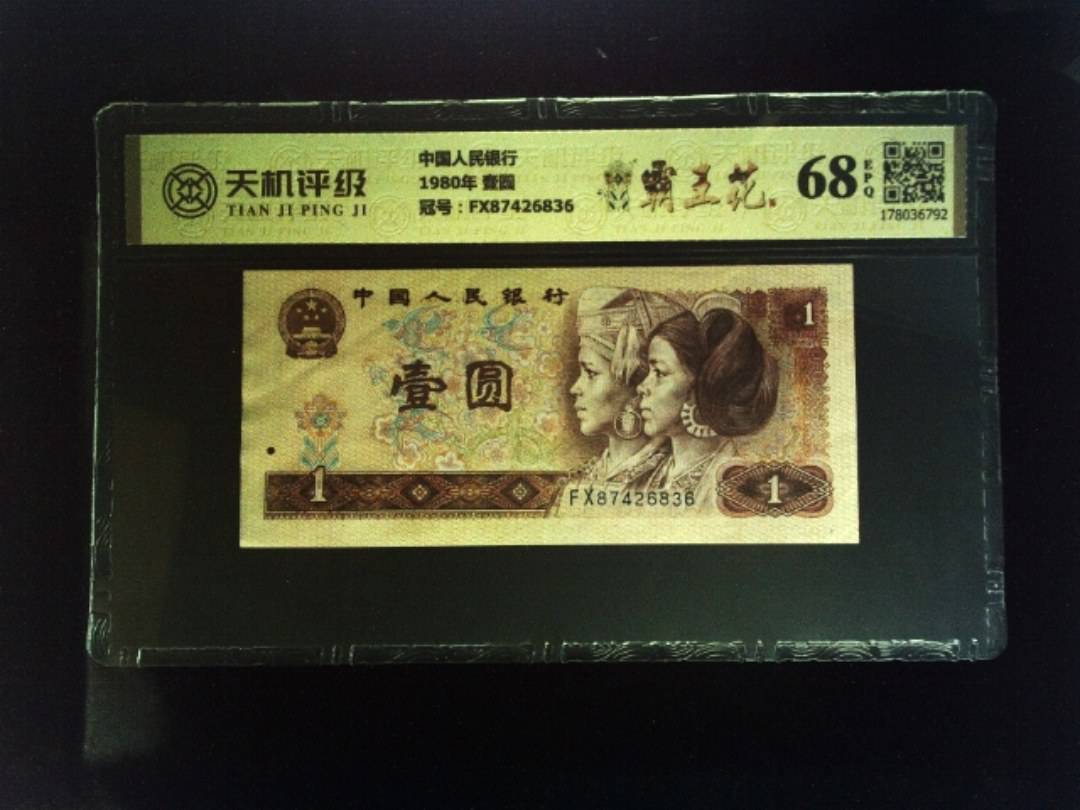 天机评级
TIAN JI PING JI
中国人民银行
1980年 壹圆
冠号：FX87426836
霸王花
68
EPQ
178036792
中国人民银行
壹圆
1
1
FX87426836
1